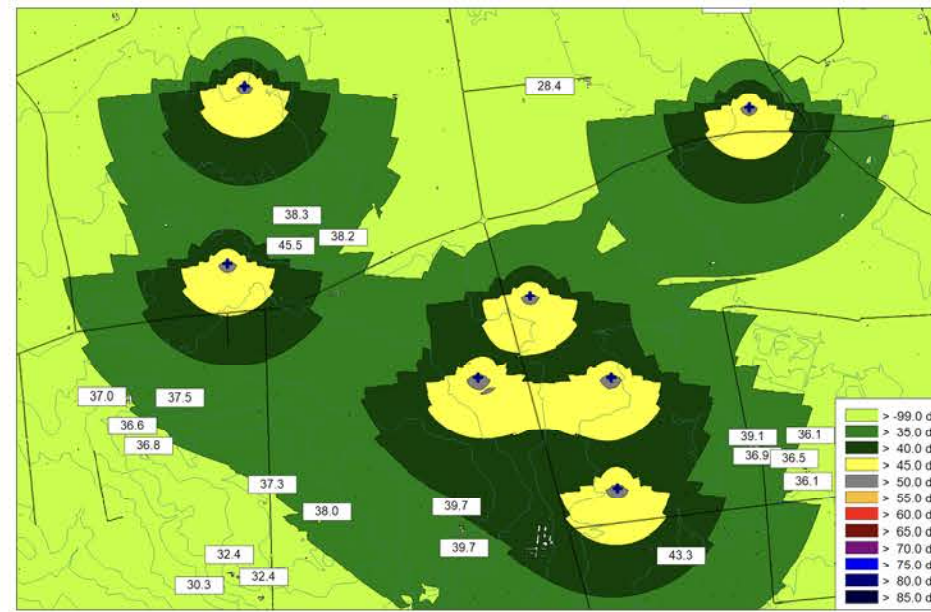 28.4
38.3
38.2
45.5
37.0
37.5
36.6
36.8
39.1
36.1
36.9
36.5
36.1
37.3
38.0
39.7
39.7
43.3
32.4
32.4
30.3
> -99.0 d
> 35.0 d
> 40.0 d
> 45.0 d
> 50.0 d
> 55.0 d
> 60.0 d
> 65.0 d
> 70.0 d
> 75.0 d
> 80.0 d
> 85.0 d